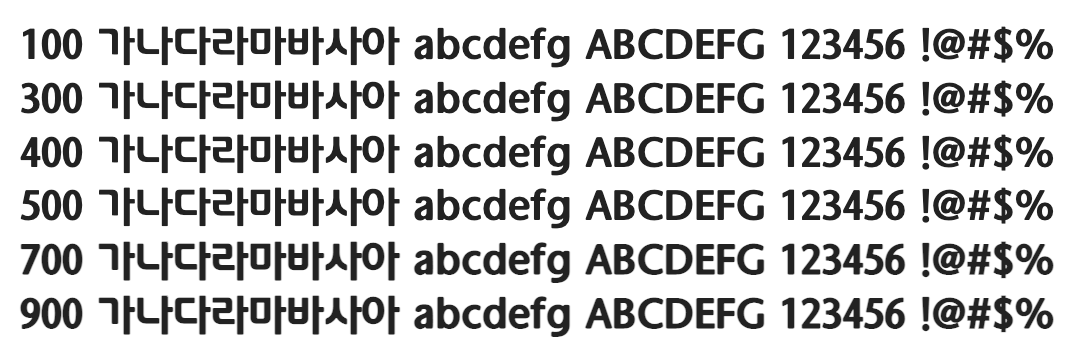 100 가나다라마바사아 abcdefg ABCDEFG 123456 !@#$%
300 가나다라마바사아 abcdefg ABCDEFG 123456 !@#$%
400 가나다라마바사아 abcdefg ABCDEFG 123456 !@#$%
500 가나다라마바사아 abcdefg ABCDEFG 123456 !@#$%
700 가나다라마바사아 abcdefg ABCDEFG 123456 !@#$%
900 가나다라마바사아 abcdefg ABCDEFG 123456 !@#$%